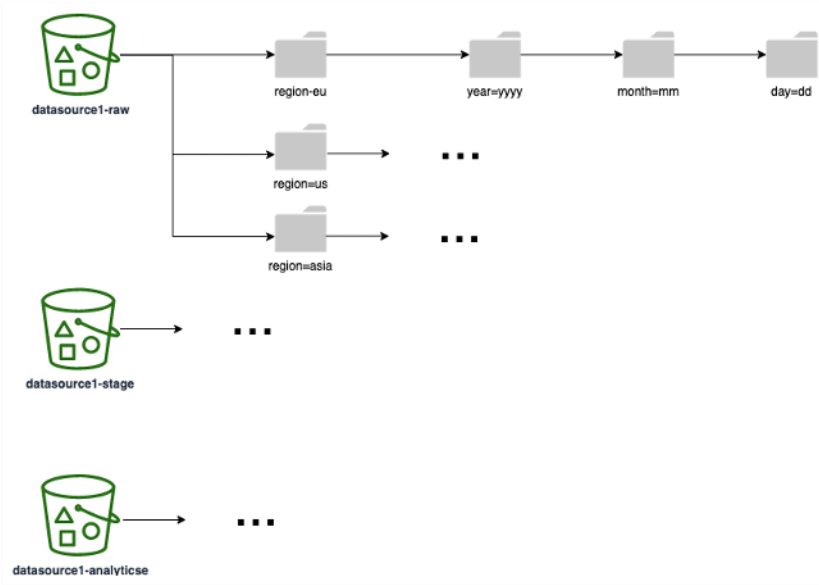 region-eu
year=yyyy
month=mm
day=dd
datasource1-raw
region=us
region=asia
datasource1-stage
datasource1-analyticse